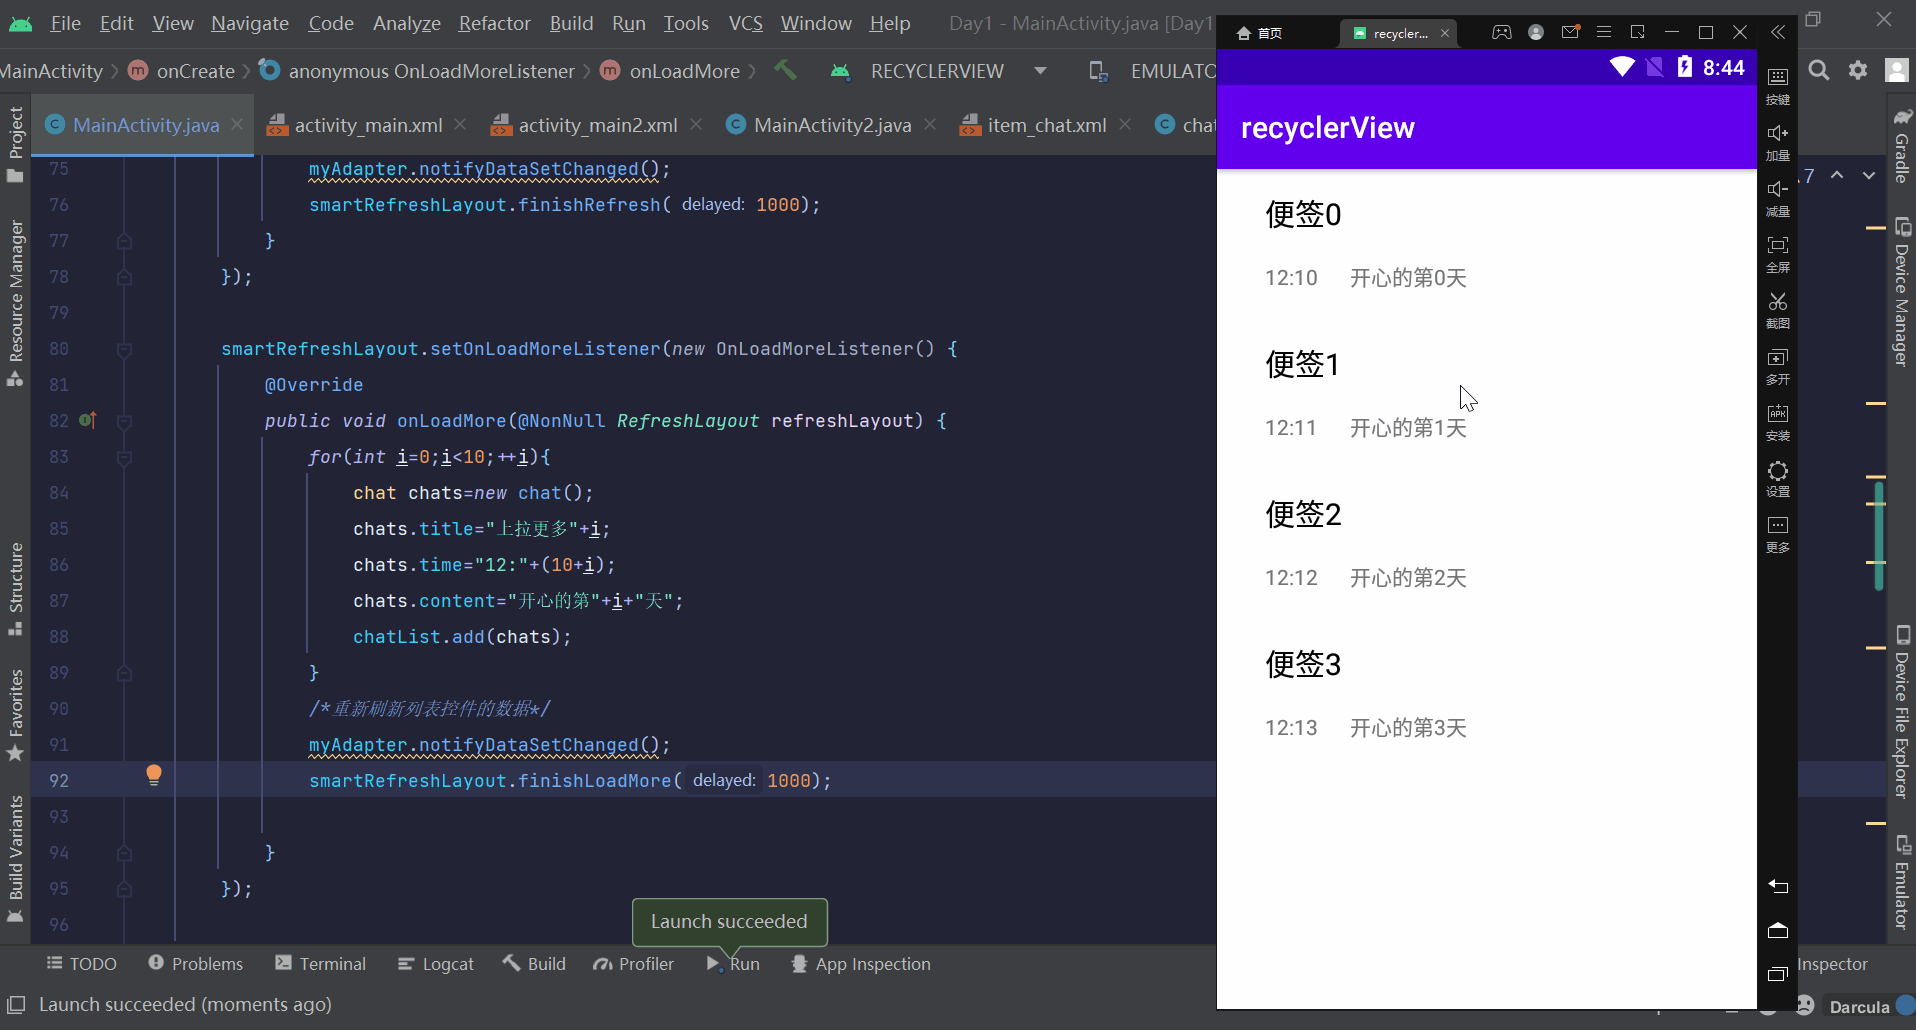 File Edit View Navigate Code Analyze Refactor Build Run Tools VCS Window Help Day1 - MainActivity.java [Day1
MainActivity onCreate anonymous OnLoadMoreListener onLoadMore RECYCLERVIEW EMULATO
MainActivity.java activity_main.xml activity_main2.xml MainActivity2.java item_chat.xml chat
Project
Resource Manager
Structure
Favorites
Build Variants
75 myAdapter.notifyDataSetChanged();
76 smartRefreshLayout.finishRefresh( delayed: 1000);
77 }
78 });
79
80 smartRefreshLayout.setOnLoadMoreListener(new OnLoadMoreListener() {
81 @Override
82 public void onLoadMore(@NonNull RefreshLayout refreshLayout) {
83 for(int i=0;i<10;++i){
84 chat chats=new chat();
85 chats.title="上拉更多"+i;
86 chats.time="12:"+(10+i);
87 chats.content="开心的第"+i+"天";
88 chatList.add(chats);
89 }
90 /*重新刷新列表控件的数据*/
91 myAdapter.notifyDataSetChanged();
92 smartRefreshLayout.finishLoadMore( delayed: 1000);
93
94 }
95 });
96
Launch succeeded
TODO Problems Terminal Logcat Build Profiler Run App Inspection
Inspector
Launch succeeded (moments ago)
Darcula
首页 recycler...
8:44
recyclerView
便签0
12:10 开心的第0天
便签1
12:11 开心的第1天
便签2
12:12 开心的第2天
便签3
12:13 开心的第3天
按键
加量
减量
全屏
截图
多开
APK
安装
设置
更多
7
Gradle
Device Manager
Device File Explorer
Emulator